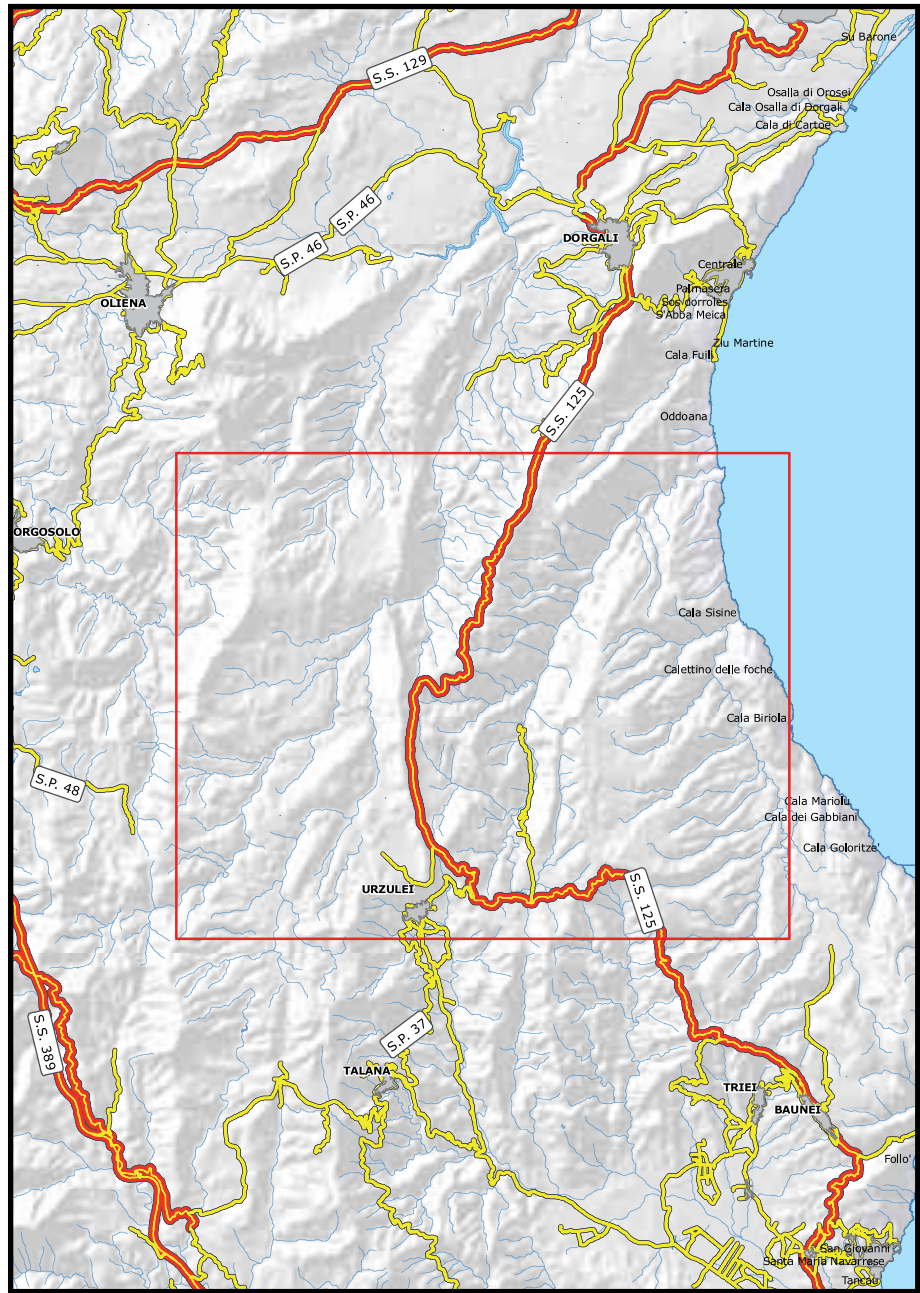 Su Barone
S.S. 129
Osalla di Orosei
Cala Osalla di Dorgali
Cala di Cartoe
S.P. 46
S.P. 46
DORGALI
Centrale
OLIENA
Palmasera
Sos dorroles
S'Abba Meica
Ziu Martine
Cala Fuili
S.S. 125
Oddoana
ORGOSOLO
Cala Sisine
Calettino delle foche
Cala Biriola
S.P. 48
Cala Mariolu
Cala dei Gabbiani
Cala Goloritze'
URZULEI
S.S. 125
S.S. 389
S.P. 37
TALANA
TRIEI
BAUNEI
Follo'
San Giovanni
Santa Maria Navarrese
Tancau